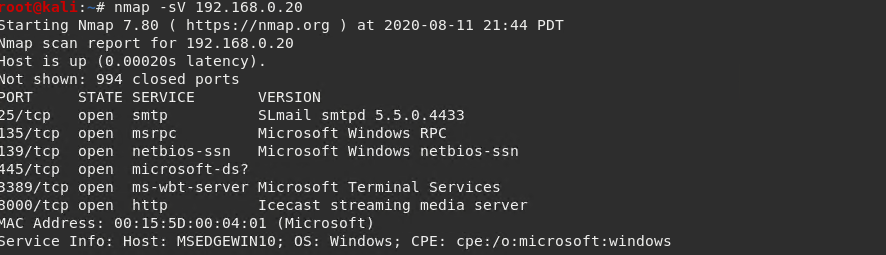 root@kali:~# nmap -sV 192.168.0.20
Starting Nmap 7.80 ( https://nmap.org ) at 2020-08-11 21:44 PDT
Nmap scan report for 192.168.0.20
Host is up (0.00020s latency).
Not shown: 994 closed ports
PORT     STATE SERVICE       VERSION
25/tcp   open  smtp          SLmail smtpd 5.5.0.4433
135/tcp  open  msrpc         Microsoft Windows RPC
139/tcp  open  netbios-ssn   Microsoft Windows netbios-ssn
445/tcp  open  microsoft-ds?
3389/tcp open  ms-wbt-server Microsoft Terminal Services
8000/tcp open  http          Icecast streaming media server
MAC Address: 00:15:5D:00:04:01 (Microsoft)
Service Info: Host: MSEDGEWIN10; OS: Windows; CPE: cpe:/o:microsoft:windows